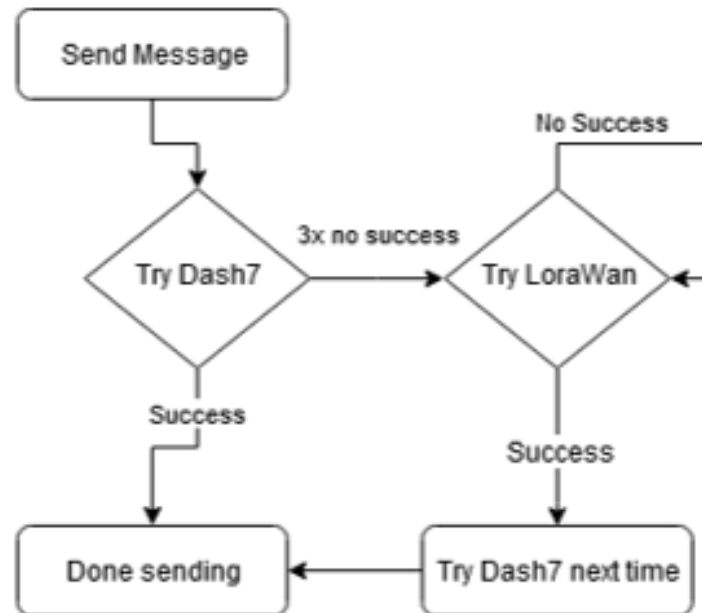 Send Message
No Success
3x no success
Try Dash7
Try LoraWan
Success
Success
Done sending
Try Dash7 next time